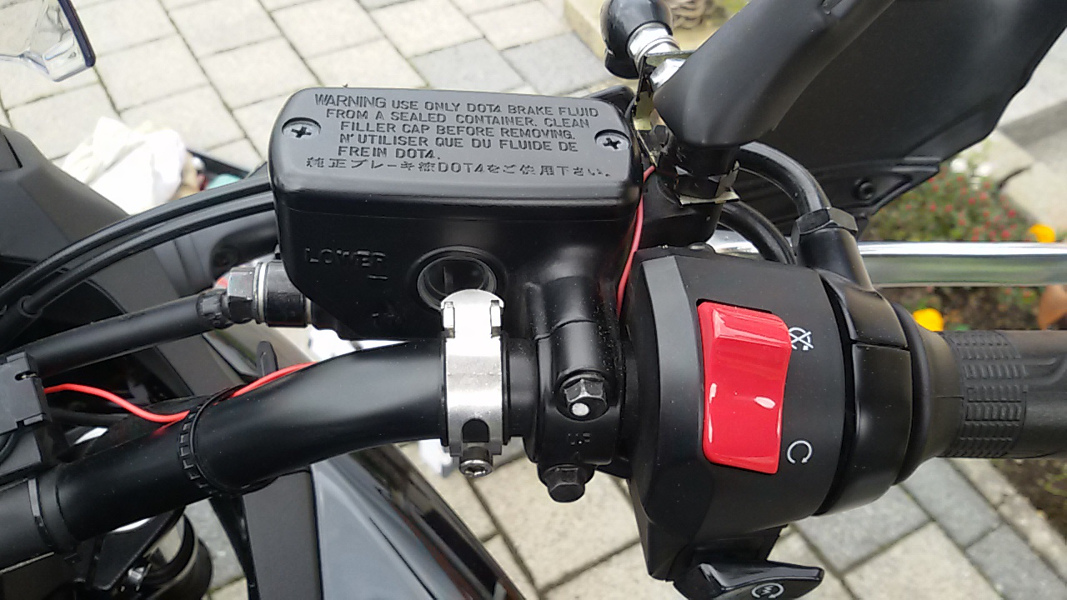 WARNING USE ONLY DOT4 BRAKE FLUID
FROM A SEALED CONTAINER. CLEAN
FILLER CAP BEFORE REMOVING.
N'UTILISER QUE DU FLUIDE DE
FREIN DOT4.
純正ブレーキ液DOT4をご使用下さい。
LOWER
UP